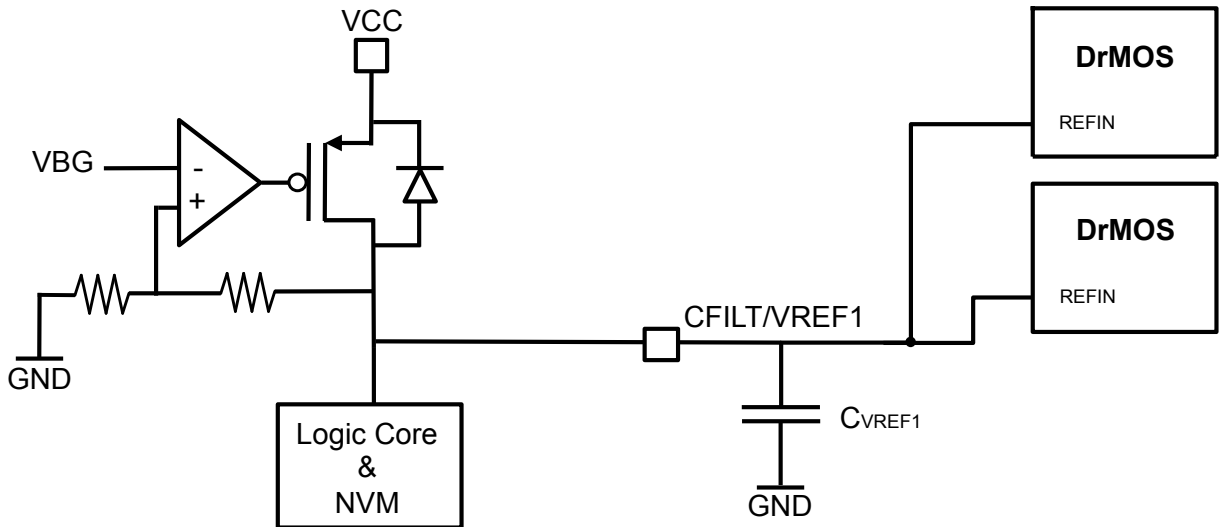 VCC
DrMOS
REFIN
VBG
-
+
DrMOS
REFIN
CFILT/VREF1
GND
CVREF1
Logic Core
&
NVM
GND